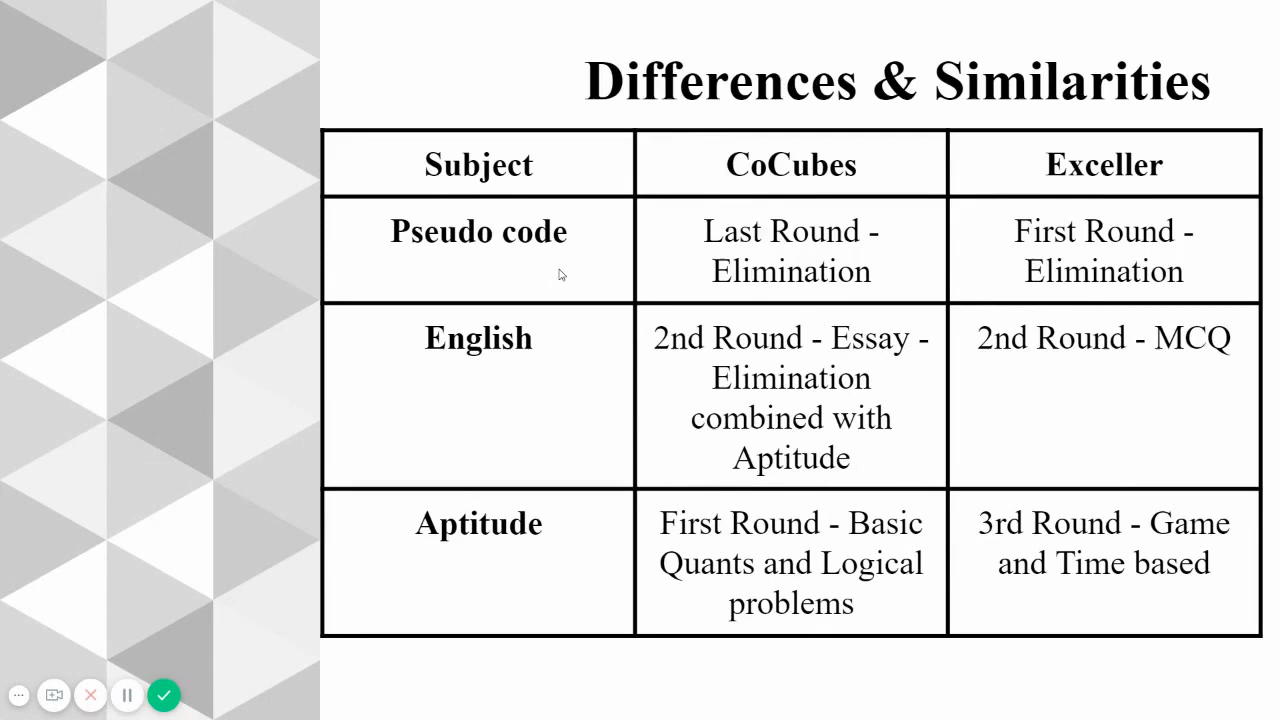 Differences & Similarities
Subject
CoCubes
Exceller
Pseudo code
Last Round -
Elimination
First Round -
Elimination
English
2nd Round - Essay -
Elimination
combined with
Aptitude
2nd Round - MCQ
Aptitude
First Round - Basic
Quants and Logical
problems
3rd Round - Game
and Time based